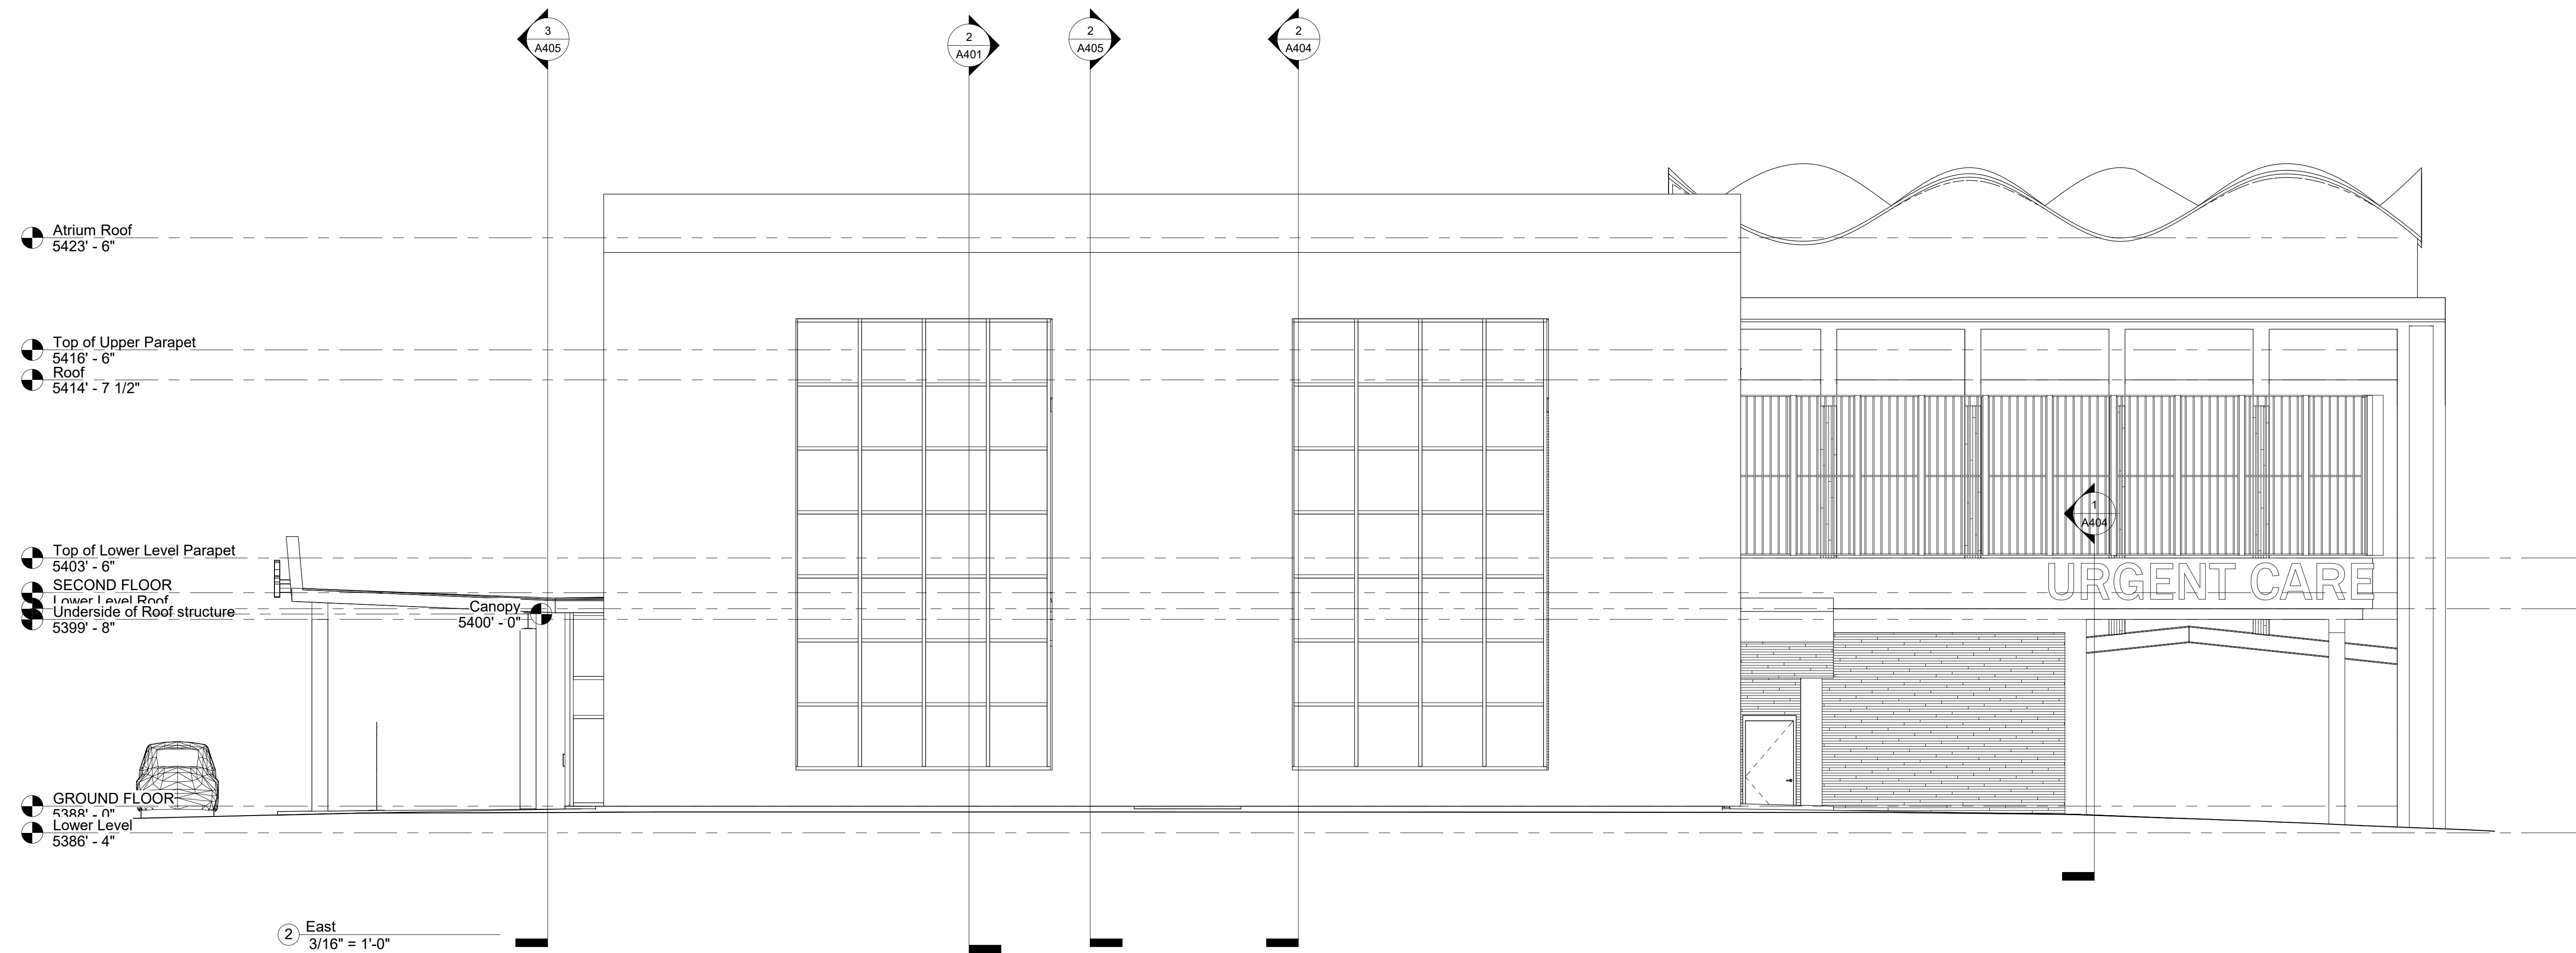 3
A405
2
A401
2
A405
2
A404
Atrium Roof
5423' - 6"
Top of Upper Parapet
5416' - 6"
Roof
5414' - 7 1/2"
1
A404
Top of Lower Level Parapet
5403' - 6"
SECOND FLOOR
Lower Level Roof
Underside of Roof structure
5399' - 8"
Canopy
5400' - 0"
URGENT CARE
GROUND FLOOR
5388' - 0"
Lower Level
5386' - 4"
2
East
3/16" = 1'-0"